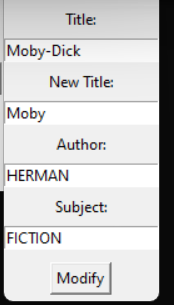 Title:
Moby-Dick
New Title:
Moby
Author:
HERMAN
Subject:
FICTION
Modify